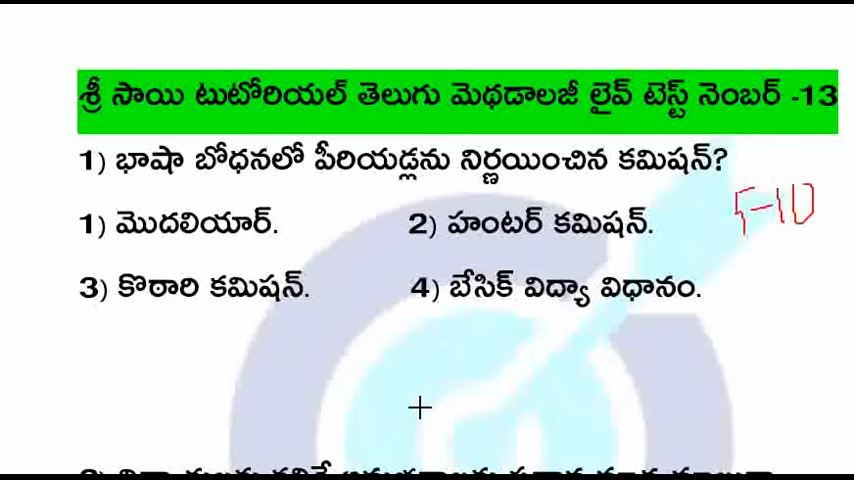 శ్రీ సాయి టుటోరియల్ తెలుగు మెథడాలజీ లైవ్ టెస్ట్ నెంబర్ -13
1) భాషా బోధనలో పీరియడ్లను నిర్ణయించిన కమిషన్?
1) మొదలియార్. 2) హంటర్ కమిషన్.
5-10
3) కొఠారి కమిషన్. 4) బేసిక్ విద్యా విధానం.